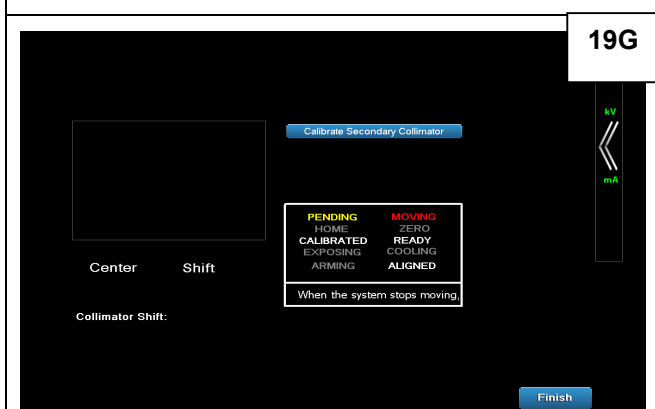 19G
kV
mA
Calibrate Secondary Collimator
PENDING MOVING
HOME ZERO
CALIBRATED READY
EXPOSING COOLING
ARMING ALIGNED
When the system stops moving,
Center Shift
Collimator Shift:
Finish